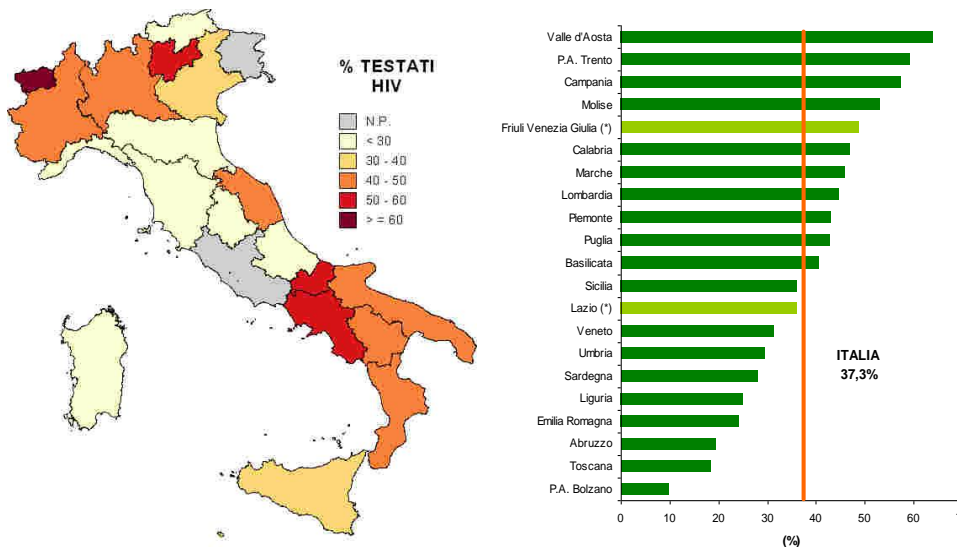 % TESTATI
HIV
N.P.
< 30
30 - 40
40 - 50
50 - 60
> = 60
Valle d'Aosta
P.A. Trento
Campania
Molise
Friuli Venezia Giulia (*)
Calabria
Marche
Lombardia
Piemonte
Puglia
Basilicata
Sicilia
Lazio (*)
Veneto
Umbria
Sardegna
Liguria
Emilia Romagna
Abruzzo
Toscana
P.A. Bolzano
ITALIA
37,3%
0 10 20 30 40 50 60
(%)